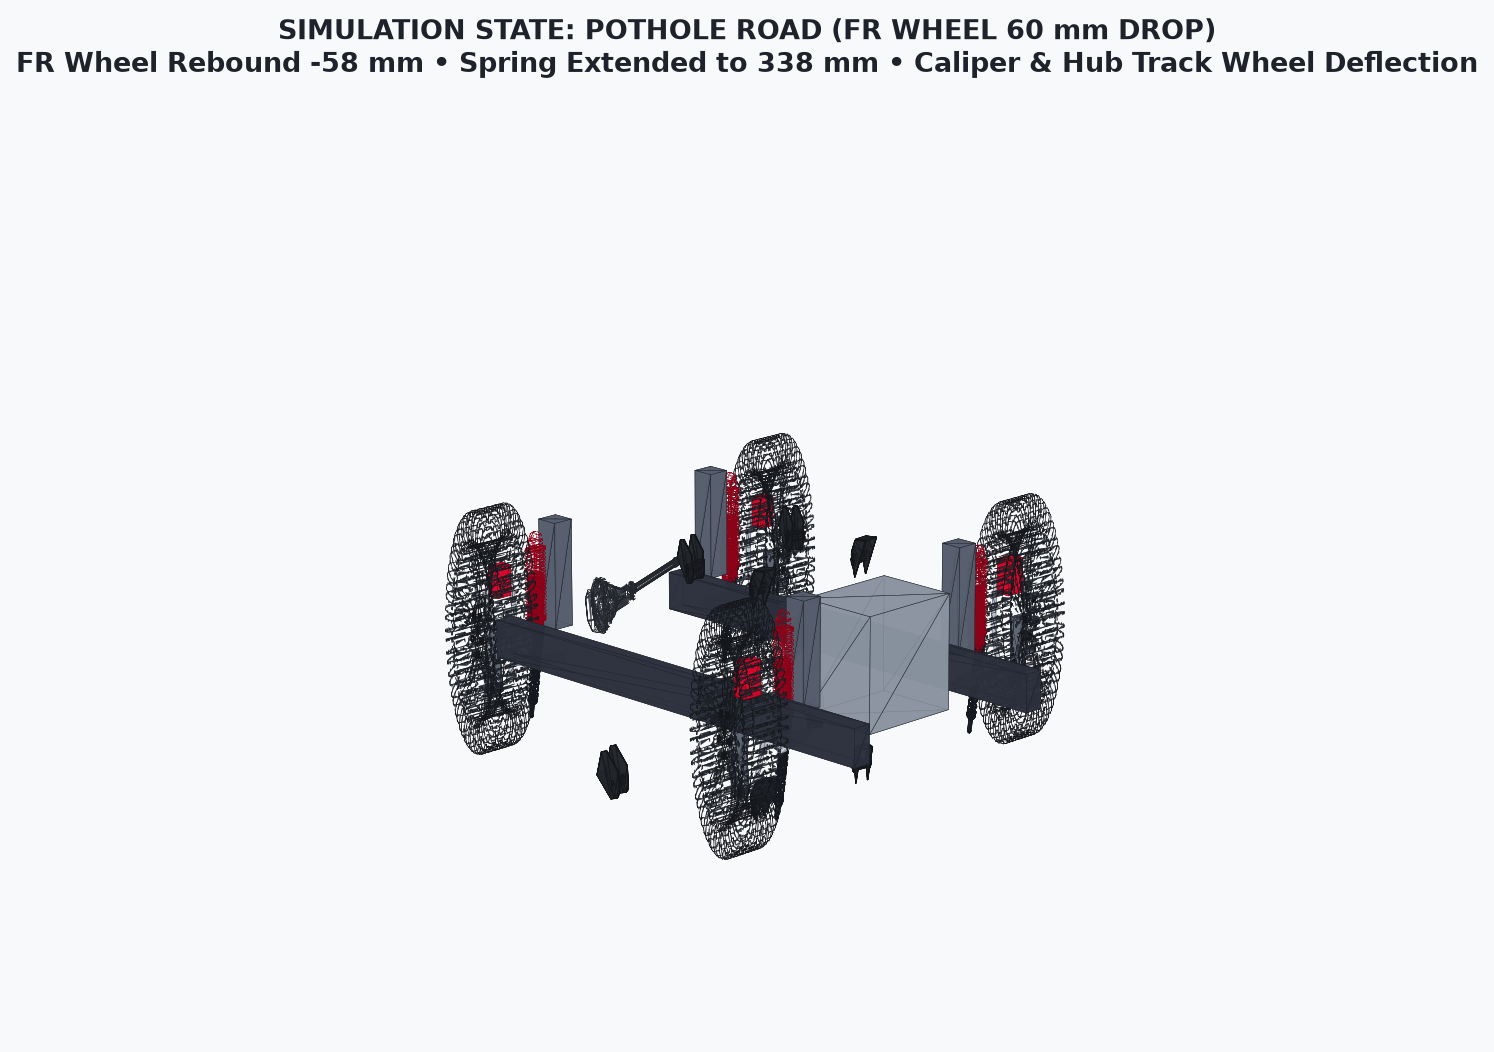 SIMULATION STATE: POTHOLE ROAD (FR WHEEL 60 mm DROP)
FR Wheel Rebound -58 mm • Spring Extended to 338 mm • Caliper & Hub Track Wheel Deflection